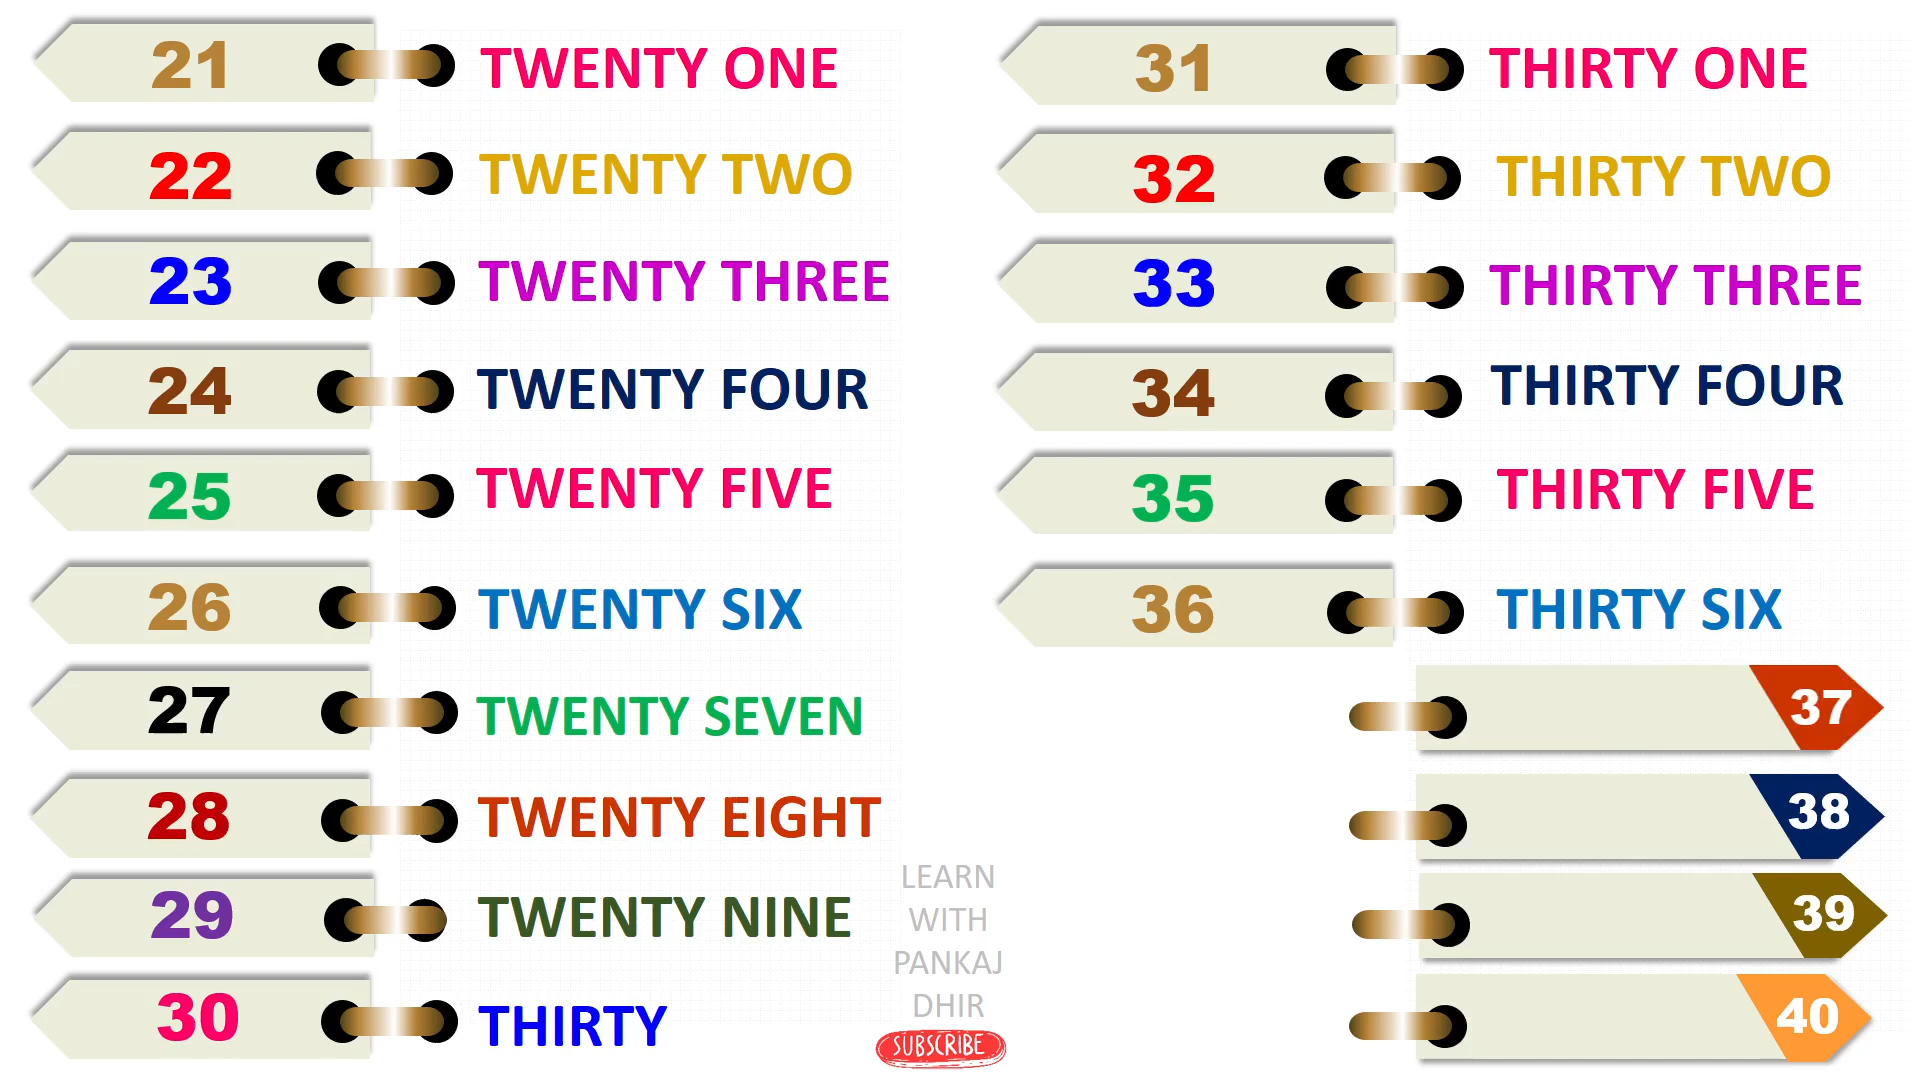 21 TWENTY ONE
22 TWENTY TWO
23 TWENTY THREE
24 TWENTY FOUR
25 TWENTY FIVE
26 TWENTY SIX
27 TWENTY SEVEN
28 TWENTY EIGHT
29 TWENTY NINE
30 THIRTY
31 THIRTY ONE
32 THIRTY TWO
33 THIRTY THREE
34 THIRTY FOUR
35 THIRTY FIVE
36 THIRTY SIX
37
38
39
40
LEARN
WITH
PANKAJ
DHIR
SUBSCRIBE